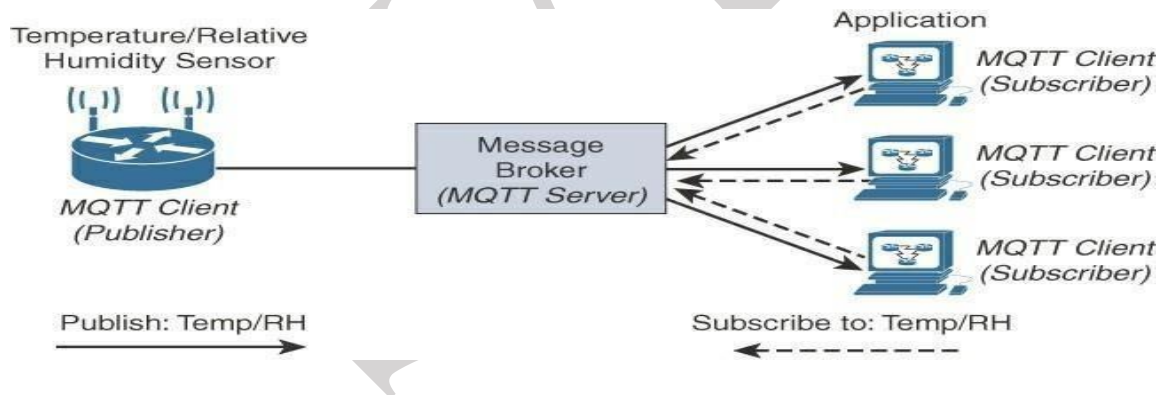 Temperature/Relative
Humidity Sensor
MQTT Client
(Publisher)
Message
Broker
(MQTT Server)
Application
MQTT Client
(Subscriber)
MQTT Client
(Subscriber)
MQTT Client
(Subscriber)
Publish: Temp/RH
Subscribe to: Temp/RH